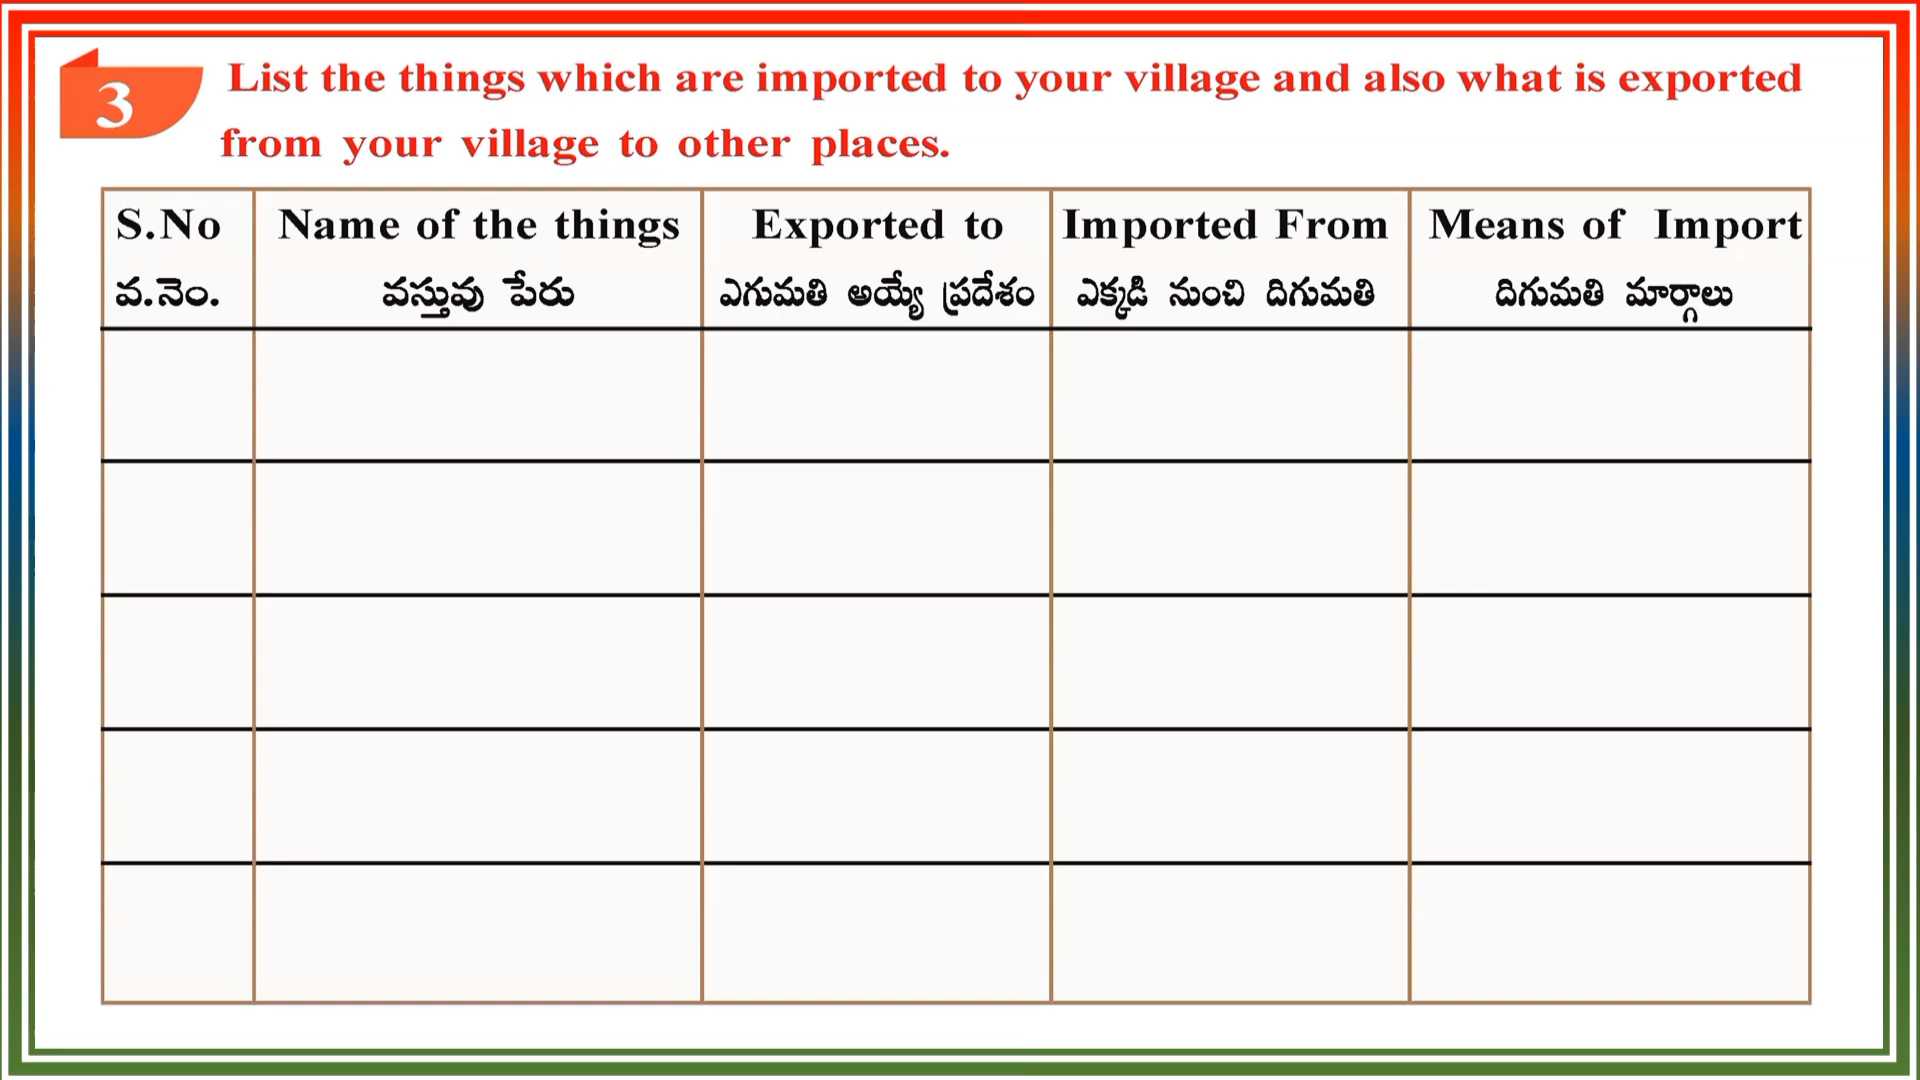 3
List the things which are imported to your village and also what is exported
from your village to other places.
S.No Name of the things Exported to Imported From Means of Import
వ.నెం. వస్తువు పేరు ఎగుమతి అయ్యే ప్రదేశం ఎక్కడి నుంచి దిగుమతి దిగుమతి మార్గాలు